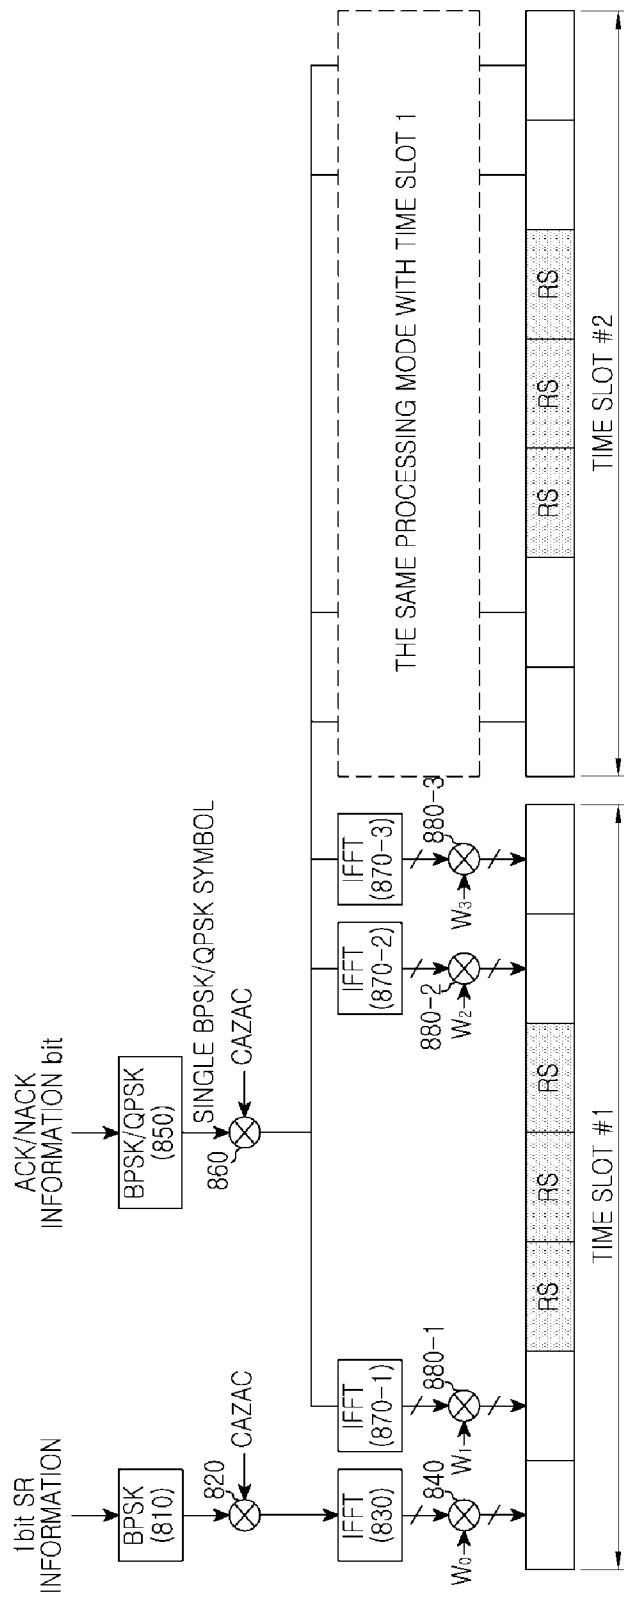 1bit SR
INFORMATION
BPSK
(810)
820
CAZAC
IFFT
(830)
W0
840
ACK/NACK
INFORMATION bit
BPSK/QPSK
(850)
SINGLE BPSK/QPSK SYMBOL
860
CAZAC
IFFT
(870-1)
W1
880-1
IFFT
(870-2)
W2
880-2
IFFT
(870-3)
W3
880-3
THE SAME PROCESSING MODE WITH TIME SLOT 1
RS
RS
RS
RS
RS
RS
TIME SLOT #1
TIME SLOT #2